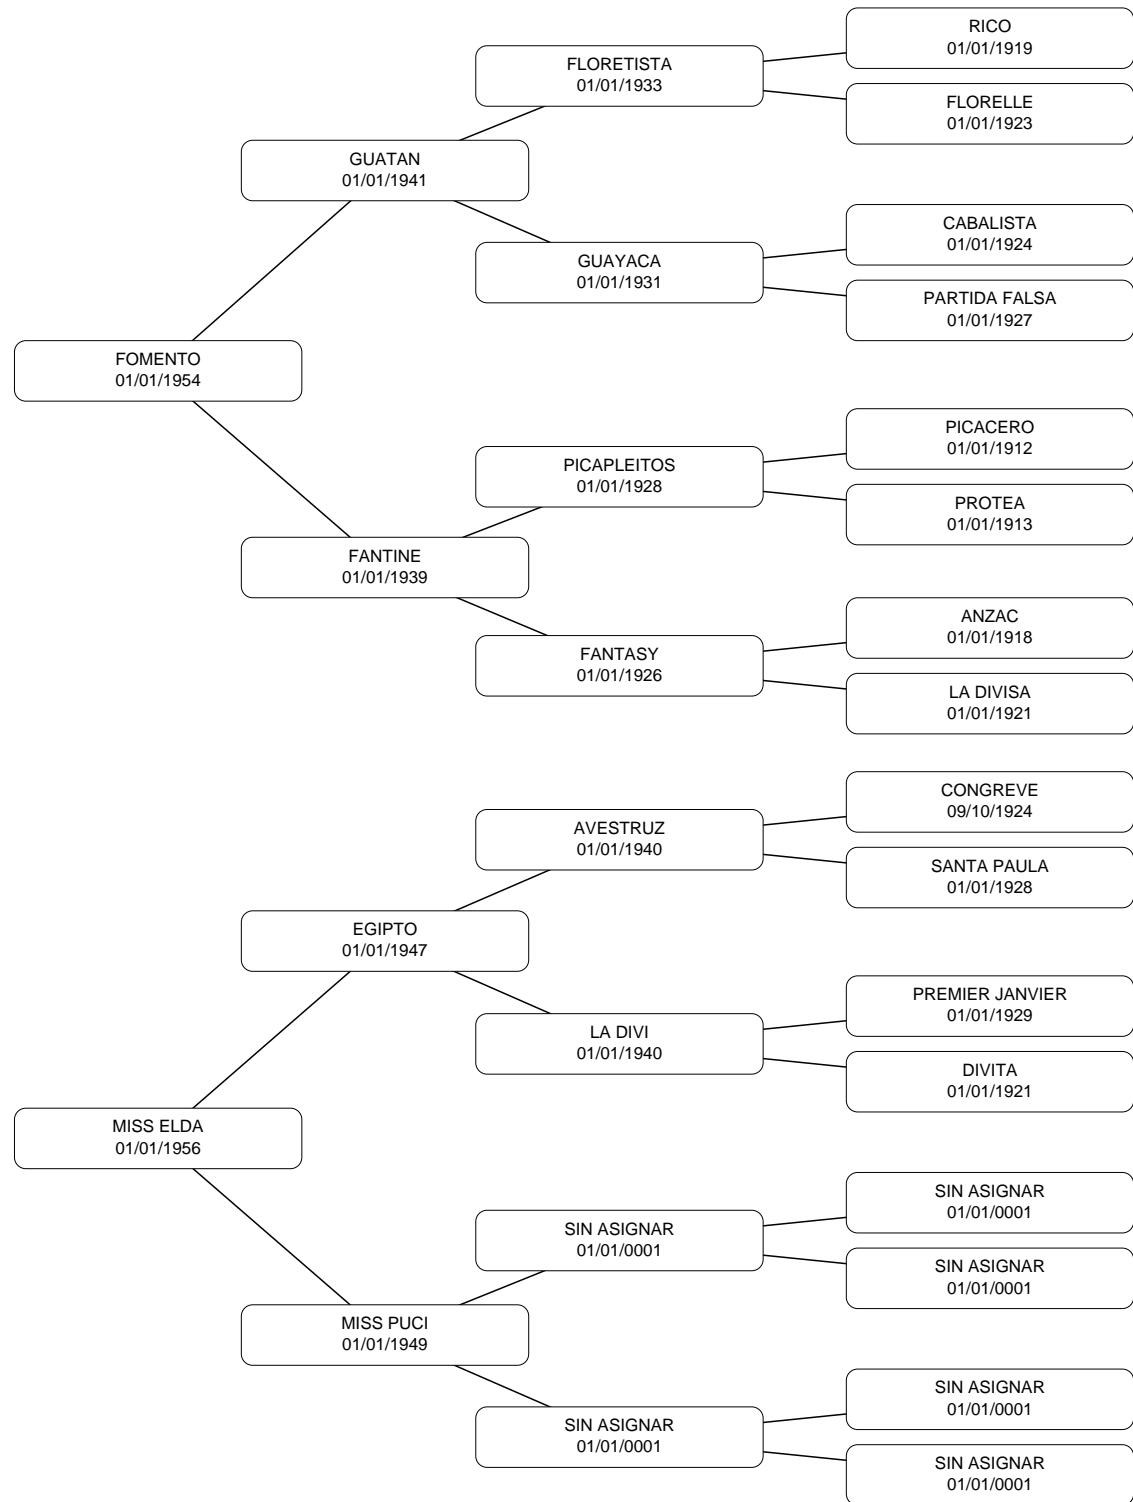 RICO
01/01/1919
FLORETISTA
01/01/1933
FLORELLE
01/01/1923
GUATAN
01/01/1941
CABALISTA
01/01/1924
GUAYACA
01/01/1931
PARTIDA FALSA
01/01/1927
FOMENTO
01/01/1954
PICACERO
01/01/1912
PICAPLEITOS
01/01/1928
PROTEA
01/01/1913
FANTINE
01/01/1939
ANZAC
01/01/1918
FANTASY
01/01/1926
LA DIVISA
01/01/1921
CONGREVE
09/10/1924
AVESTRUZ
01/01/1940
SANTA PAULA
01/01/1928
EGIPTO
01/01/1947
PREMIER JANVIER
01/01/1929
LA DIVI
01/01/1940
DIVITA
01/01/1921
MISS ELDA
01/01/1956
SIN ASIGNAR
01/01/0001
SIN ASIGNAR
01/01/0001
SIN ASIGNAR
01/01/0001
MISS PUCI
01/01/1949
SIN ASIGNAR
01/01/0001
SIN ASIGNAR
01/01/0001
SIN ASIGNAR
01/01/0001